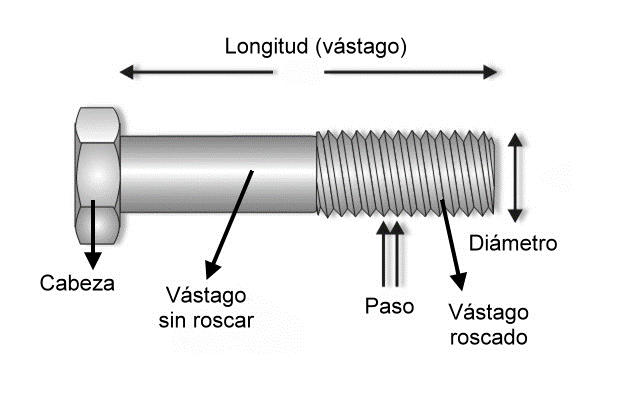 Longitud (vástago)
Diámetro
Cabeza
Vástago
sin roscar
Paso
Vástago
roscado